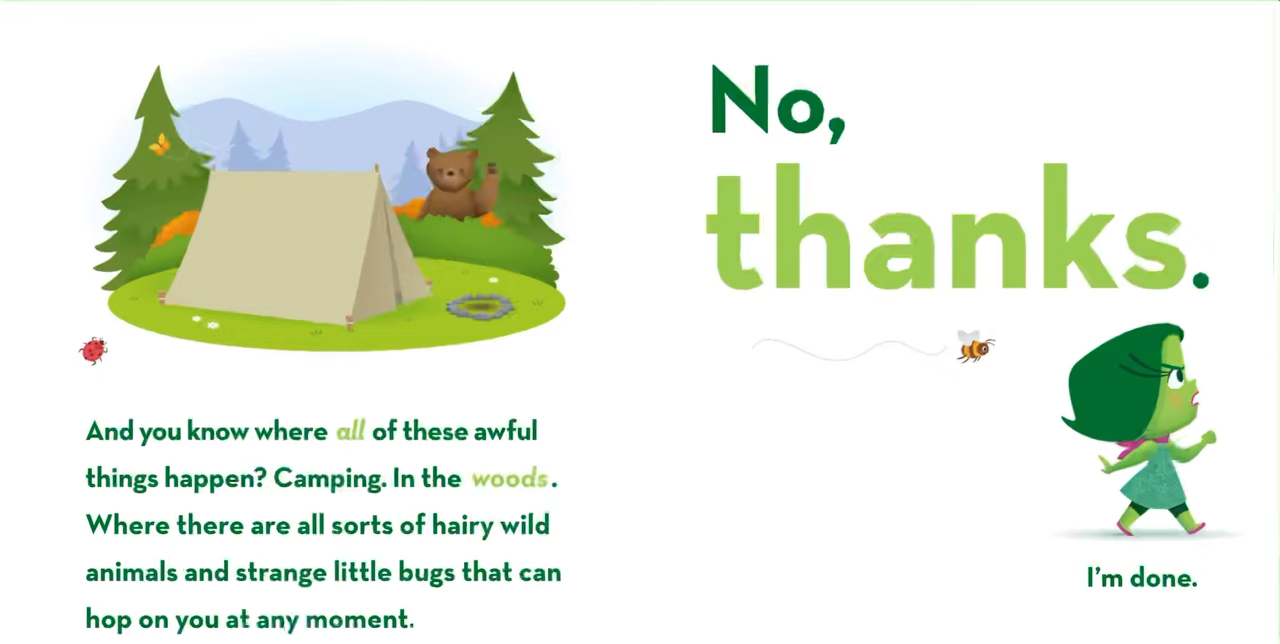 And you know where all of these awful
things happen? Camping. In the woods.
Where there are all sorts of hairy wild
animals and strange little bugs that can
hop on you at any moment.
No,
thanks.
I'm done.